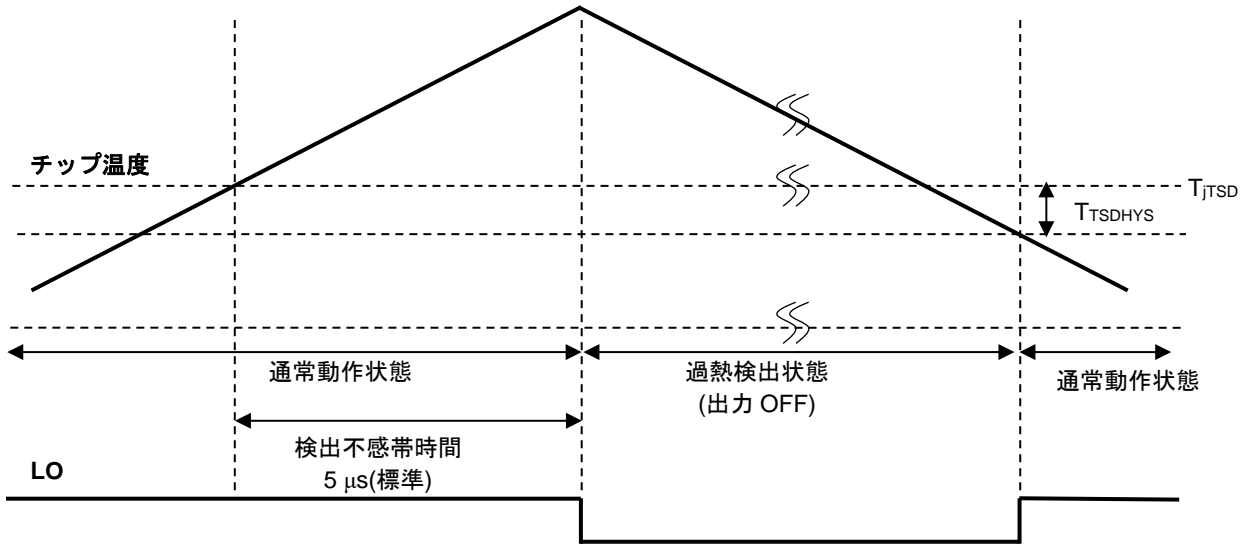 チップ温度
TjTSD
TTSDHYS
通常動作状態
過熱検出状態
(出力 OFF)
通常動作状態
検出不感帯時間
5 μs(標準)
LO